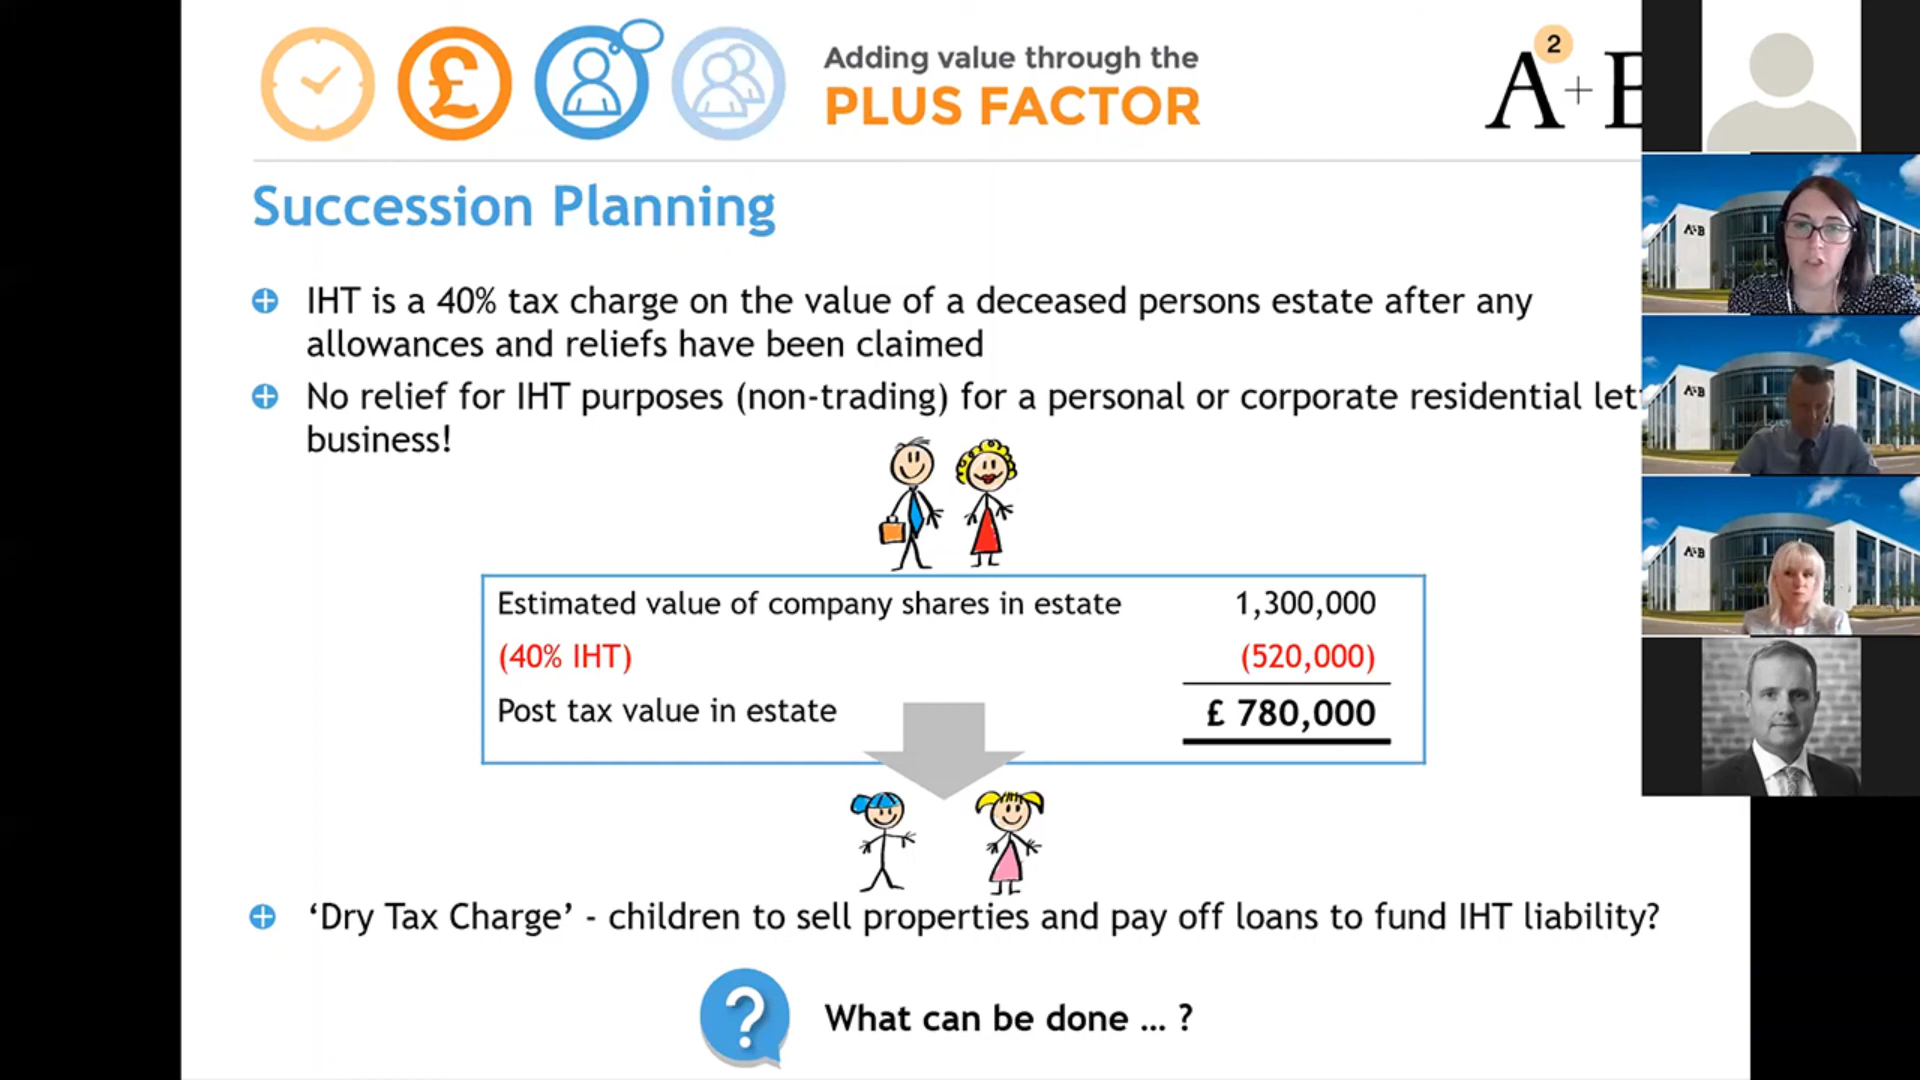 Adding value through the
PLUS FACTOR
2
A+B
Succession Planning
IHT is a 40% tax charge on the value of a deceased persons estate after any
allowances and reliefs have been claimed
No relief for IHT purposes (non-trading) for a personal or corporate residential let
business!
Estimated value of company shares in estate 1,300,000
(40% IHT) (520,000)
Post tax value in estate £ 780,000
‘Dry Tax Charge’ - children to sell properties and pay off loans to fund IHT liability?
? What can be done ... ?
A+B
A+B
A+B